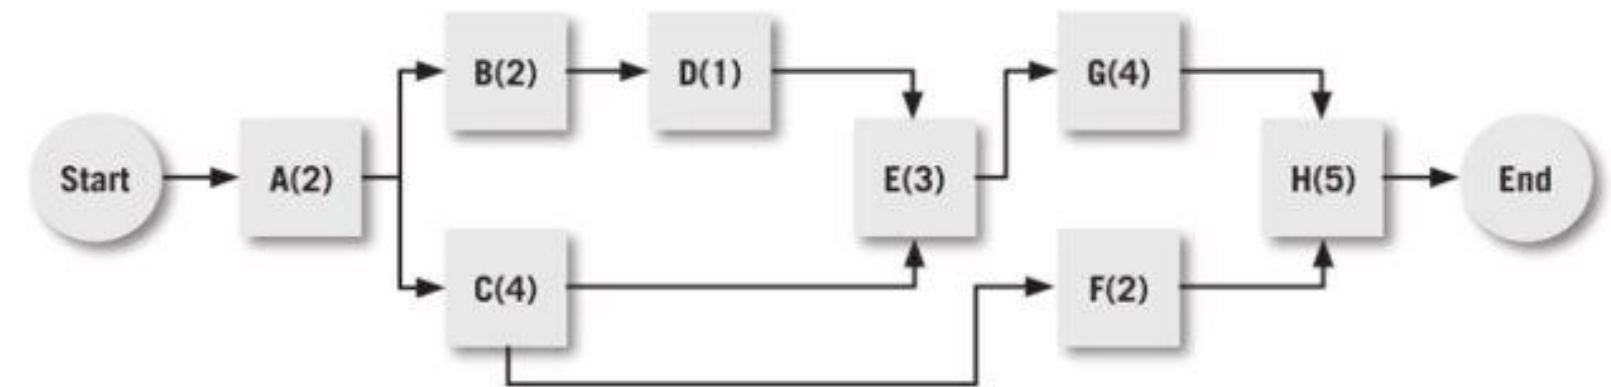 B(2)
D(1)
G(4)
Start
A(2)
E(3)
H(5)
End
C(4)
F(2)